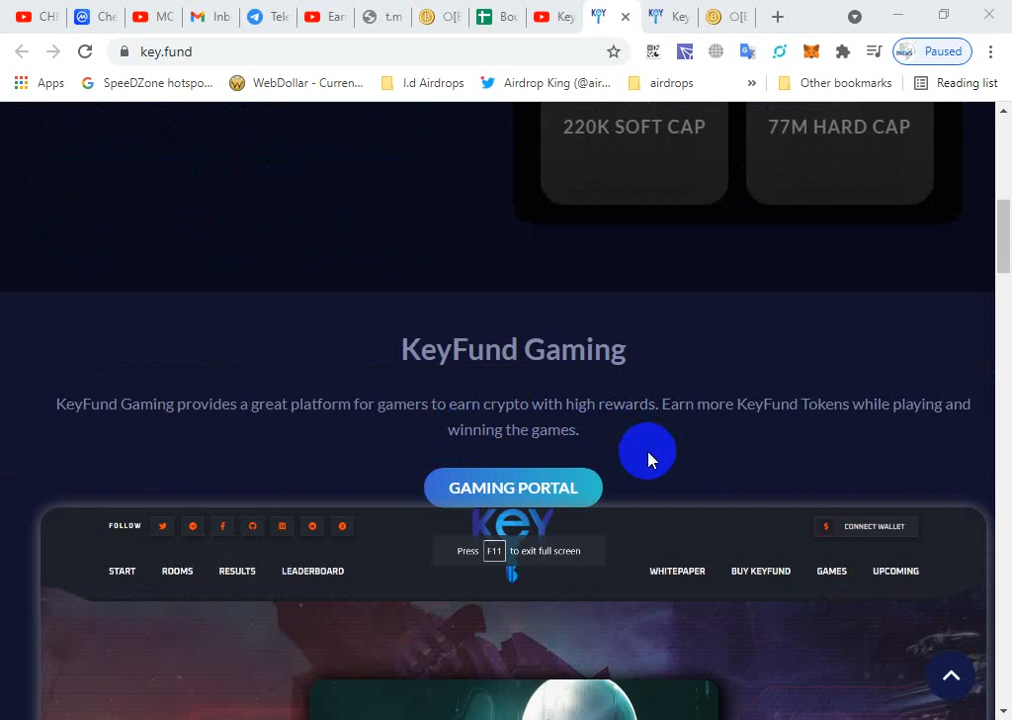 CH
Che
MC
Inb
Tele
Ear
t.m
O[B
Bou
Key
Key
O[B
key.fund
Paused
Apps
SpeeDZone hotspo...
WebDollar - Curren...
I.d Airdrops
Airdrop King (@air...
airdrops
»
Other bookmarks
Reading list
220K SOFT CAP
77M HARD CAP
KeyFund Gaming
KeyFund Gaming provides a great platform for gamers to earn crypto with high rewards. Earn more KeyFund Tokens while playing and
winning the games.
GAMING PORTAL
FOLLOW
KEY
$ CONNECT WALLET
Press F11 to exit full screen
START ROOMS RESULTS LEADERBOARD
WHITEPAPER BUY KEYFUND GAMES UPCOMING